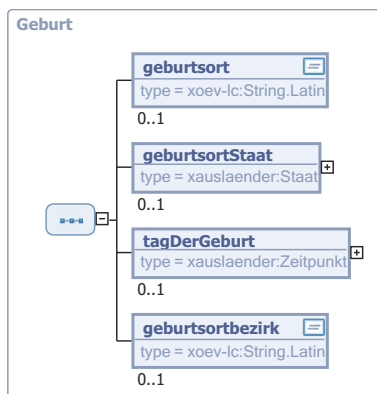 Geburt
geburtsort
type = xoev-lc:String.Latin
0..1
geburtsortStaat
type = xauslaender:Staat
0..1
tagDerGeburt
type = xauslaender:Zeitpunkt
0..1
geburtsortbezirk
type = xoev-lc:String.Latin
0..1